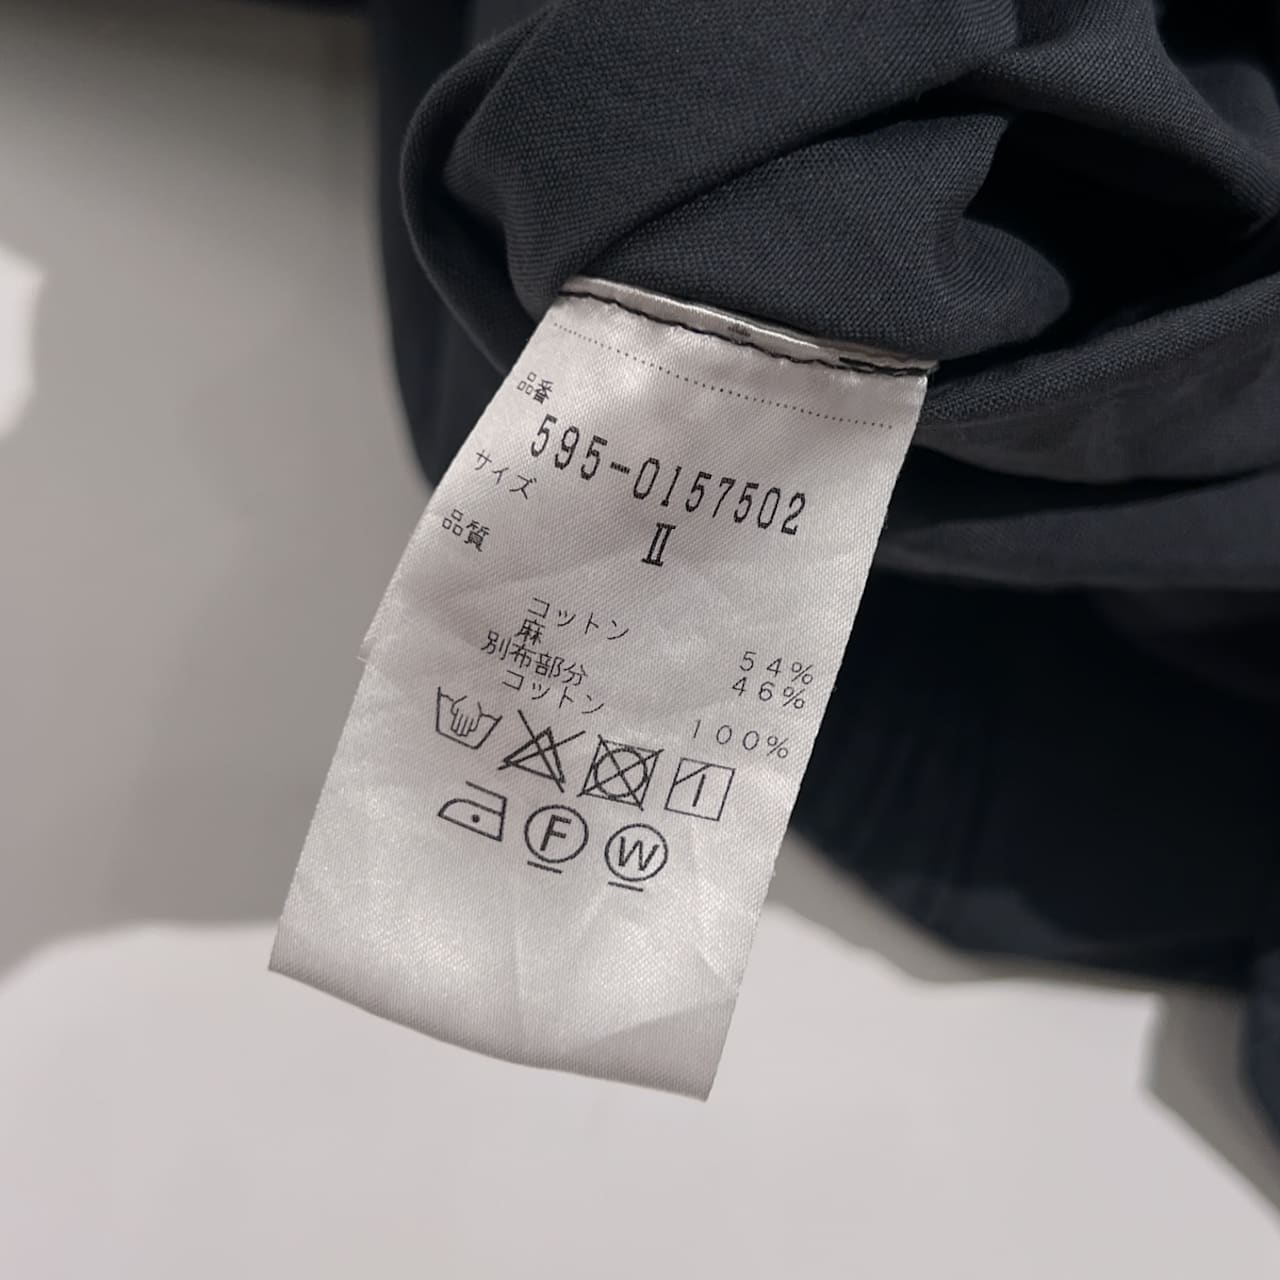 品番
595-0157502
サイズ
II
品質
コットン 54%
麻 46%
別布部分
コットン 100%
F
W